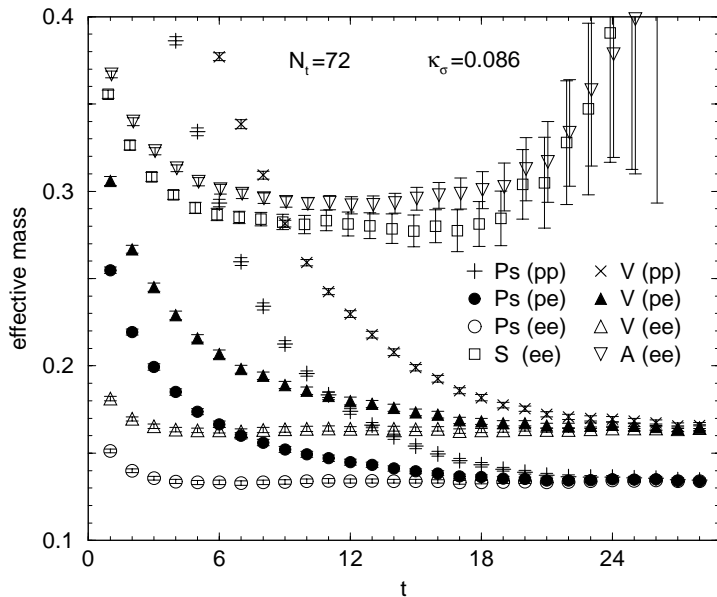 0.4
N_t=72 κ_σ=0.086
0.3
effective mass
Ps (pp) V (pp)
Ps (pe) V (pe)
Ps (ee) V (ee)
S (ee) A (ee)
0.2
0.1
0 6 12 18 24
t